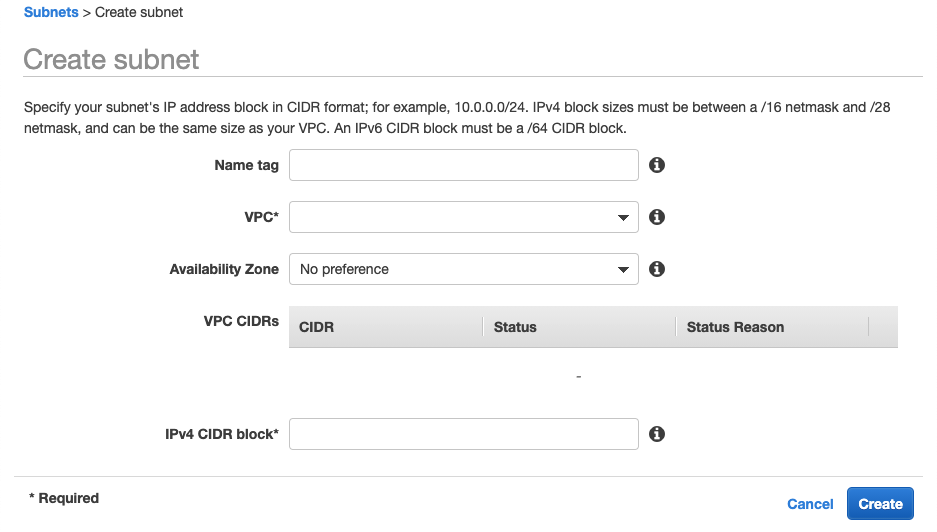 Subnets > Create subnet
Create subnet
Specify your subnet's IP address block in CIDR format; for example, 10.0.0.0/24. IPv4 block sizes must be between a /16 netmask and /28
netmask, and can be the same size as your VPC. An IPv6 CIDR block must be a /64 CIDR block.
Name tag
VPC*
Availability Zone No preference
VPC CIDRs CIDR Status Status Reason
-
IPv4 CIDR block*
* Required
Cancel Create